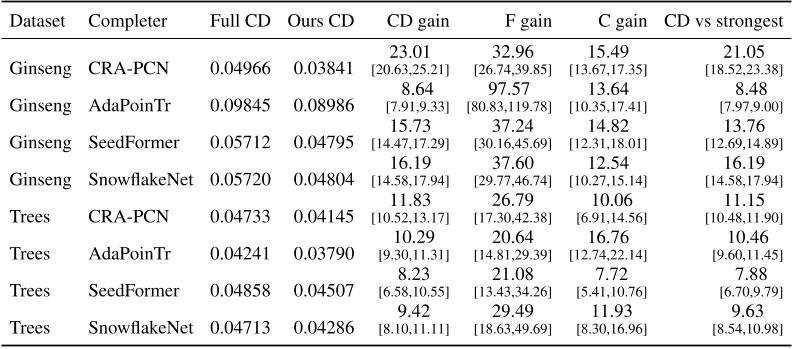 Dataset Completer Full CD Ours CD CD gain F gain C gain CD vs strongest
Ginseng CRA-PCN 0.04966 0.03841 23.01 32.96 15.49 21.05
[20.63,25.21] [26.74,39.85] [13.67,17.35] [18.52,23.38]
Ginseng AdaPoinTr 0.09845 0.08986 8.64 97.57 13.64 8.48
[7.91,9.33] [80.83,119.78] [10.35,17.41] [7.97,9.00]
Ginseng SeedFormer 0.05712 0.04795 15.73 37.24 14.82 13.76
[14.47,17.29] [30.16,45.69] [12.31,18.01] [12.69,14.89]
Ginseng SnowflakeNet 0.05720 0.04804 16.19 37.60 12.54 16.19
[14.58,17.94] [29.77,46.74] [10.27,15.14] [14.58,17.94]
Trees CRA-PCN 0.04733 0.04145 11.83 26.79 10.06 11.15
[10.52,13.17] [17.30,42.38] [6.91,14.56] [10.48,11.90]
Trees AdaPoinTr 0.04241 0.03790 10.29 20.64 16.76 10.46
[9.30,11.31] [14.81,29.39] [12.74,22.14] [9.60,11.45]
Trees SeedFormer 0.04858 0.04507 8.23 21.08 7.72 7.88
[6.58,10.55] [13.43,34.26] [5.41,10.76] [6.70,9.79]
Trees SnowflakeNet 0.04713 0.04286 9.42 29.49 11.93 9.63
[8.10,11.11] [18.63,49.69] [8.30,16.96] [8.54,10.98]